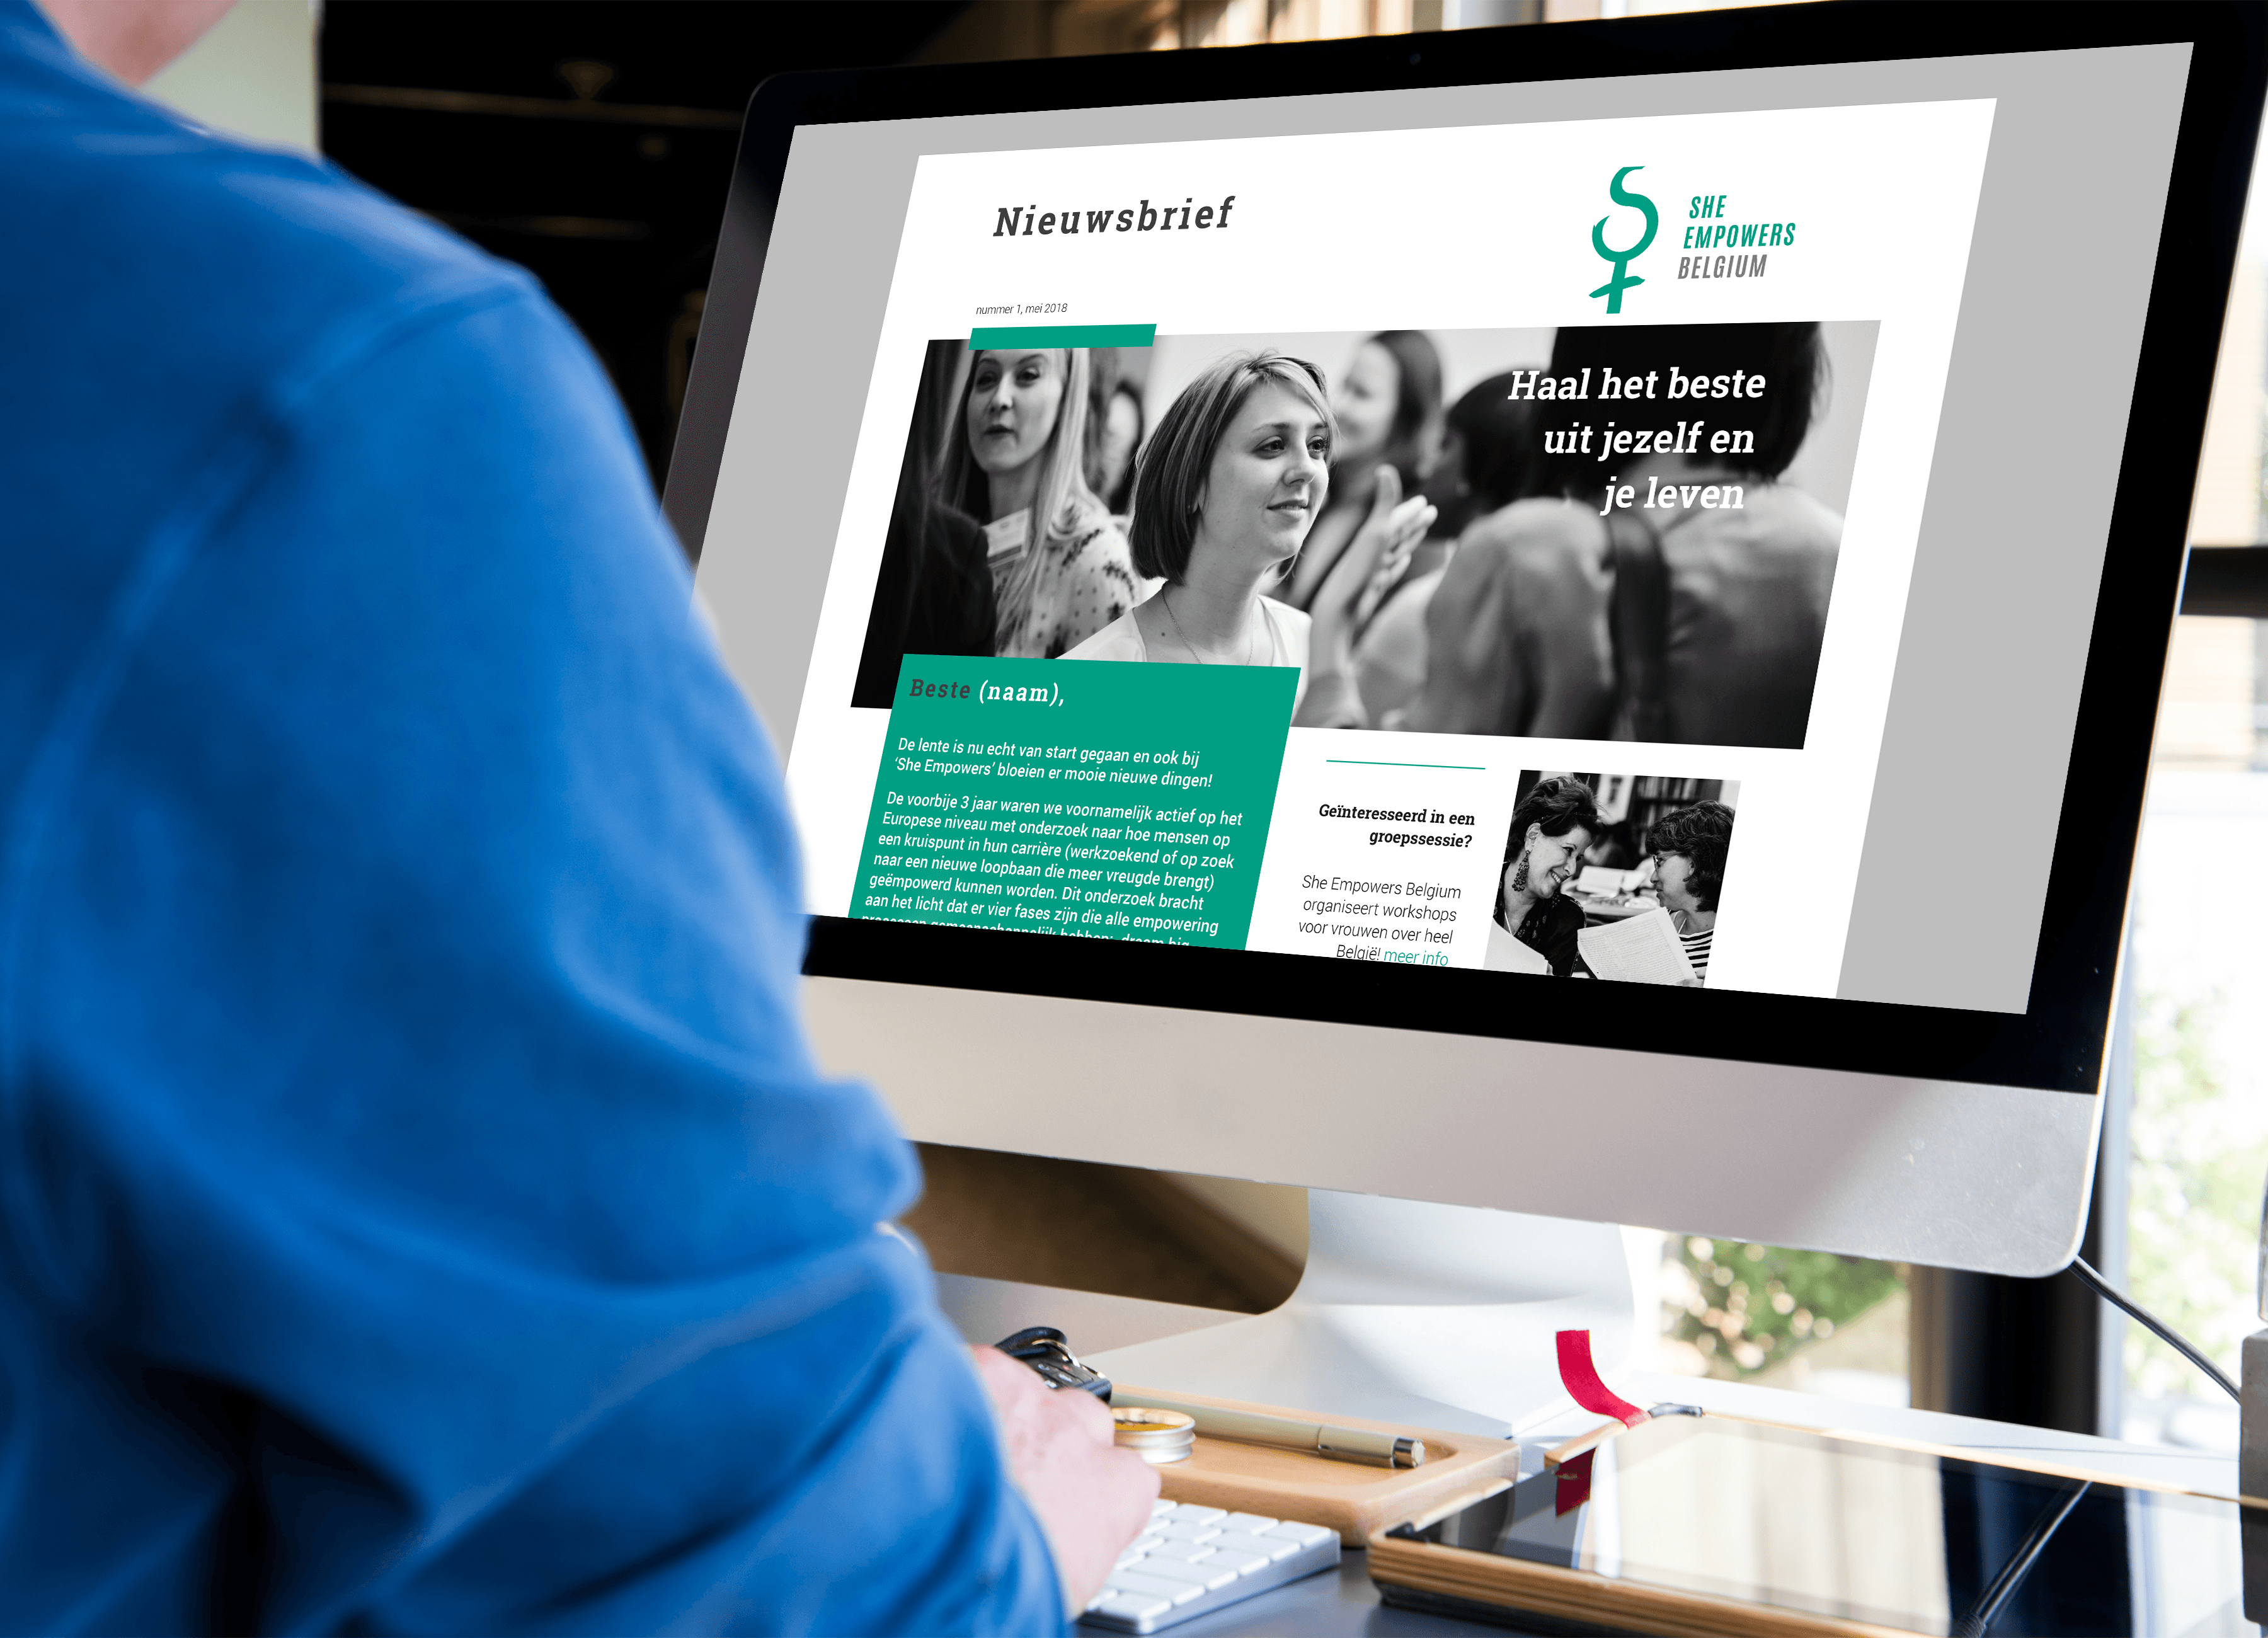 Nieuwsbrief
SHE
EMPOWERS
BELGIUM
nummer 1, mei 2018
Haal het beste
uit jezelf en
je leven
Beste (naam),
De lente is nu echt van start gegaan en ook bij
‘She Empowers’ bloeien er mooie nieuwe dingen!
De voorbije 3 jaar waren we voornamelijk actief op het
Europese niveau met onderzoek naar hoe mensen op
een kruispunt in hun carrière (werkzoekend of op zoek
naar een nieuwe loopbaan die meer vreugde brengt)
geëmpowerd kunnen worden. Dit onderzoek bracht
aan het licht dat er vier fases zijn die alle empowering
processen gemeenschappelijk hebben: dream big
Geïnteresseerd in een
groepssessie?
She Empowers Belgium
organiseert workshops
voor vrouwen over heel
België! meer info